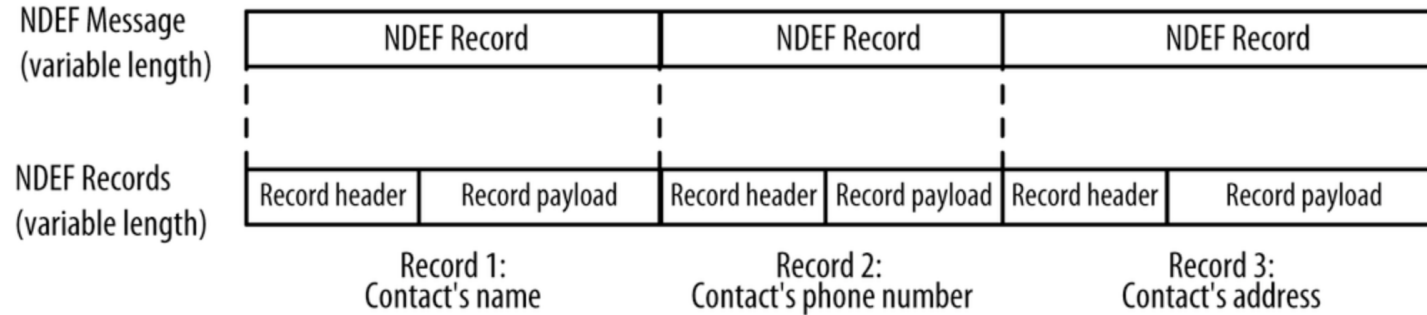 NDEF Message
(variable length)
NDEF Record
NDEF Record
NDEF Record
NDEF Records
(variable length)
Record header
Record payload
Record header
Record payload
Record header
Record payload
Record 1:
Contact's name
Record 2:
Contact's phone number
Record 3:
Contact's address